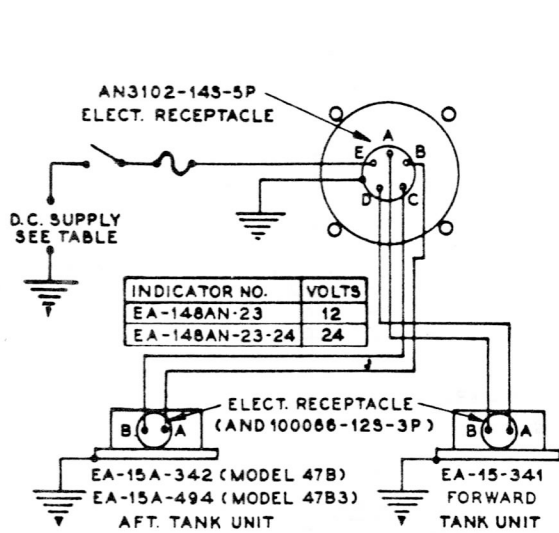 AN3102-14S-5P
ELECT. RECEPTACLE
A
E B
D C
D.C. SUPPLY
SEE TABLE
INDICATOR NO. VOLTS
EA-148AN-23 12
EA-148AN-23-24 24
ELECT. RECEPTACLE
(AND100066-12S-3P)
B A
B A
EA-15A-342 (MODEL 47B)
EA-15A-494 (MODEL 47B3)
AFT. TANK UNIT
EA-15-341
FORWARD
TANK UNIT